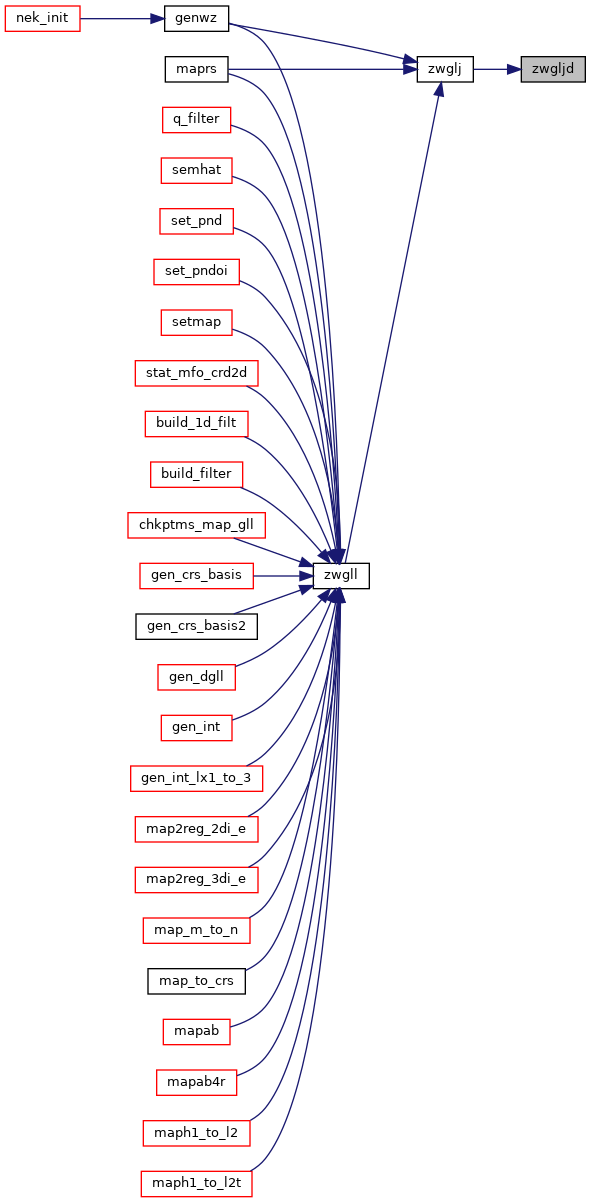 nek_init
genwz
maprs
zwglj
zwgljd
q_filter
semhat
set_pnd
set_pndoi
setmap
stat_mfo_crd2d
build_1d_filt
build_filter
chkptms_map_gll
gen_crs_basis
zwgll
gen_crs_basis2
gen_dgll
gen_int
gen_int_lx1_to_3
map2reg_2di_e
map2reg_3di_e
map_m_to_n
map_to_crs
mapab
mapab4r
maph1_to_l2
maph1_to_l2t